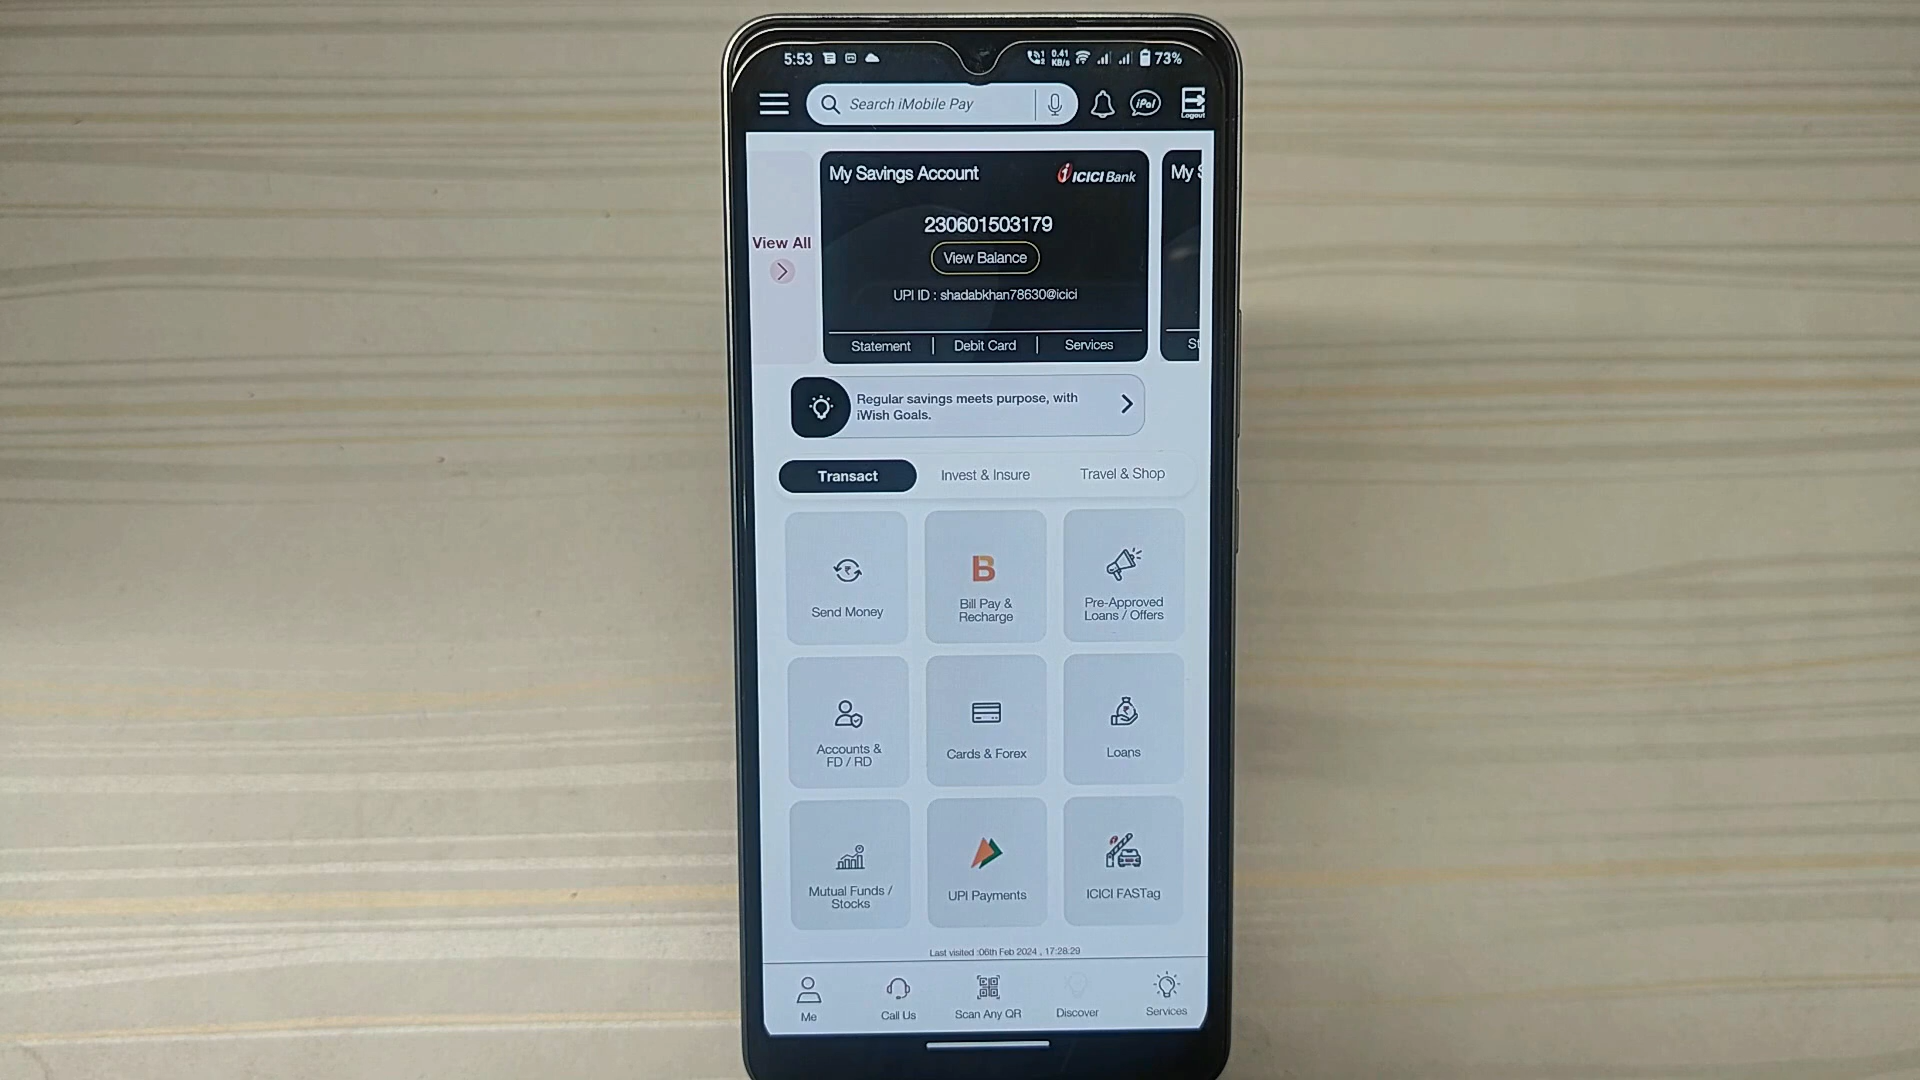 5:53
0.41
KB/s
73%
Search iMobile Pay
iPal
Logout
My Savings Account
ICICI Bank
My
230601503179
View All
View Balance
UPI ID : shadabkhan78630@icici
Statement | Debit Card | Services
St
Regular savings meets purpose, with
iWish Goals.
Transact
Invest & Insure
Travel & Shop
Send Money
Bill Pay &
Recharge
Pre-Approved
Loans / Offers
Accounts &
FD / RD
Cards & Forex
Loans
Mutual Funds /
Stocks
UPI Payments
ICICI FASTag
Last visited :06th Feb 2024 , 17:28:29
Me
Call Us
Scan Any QR
Discover
Services